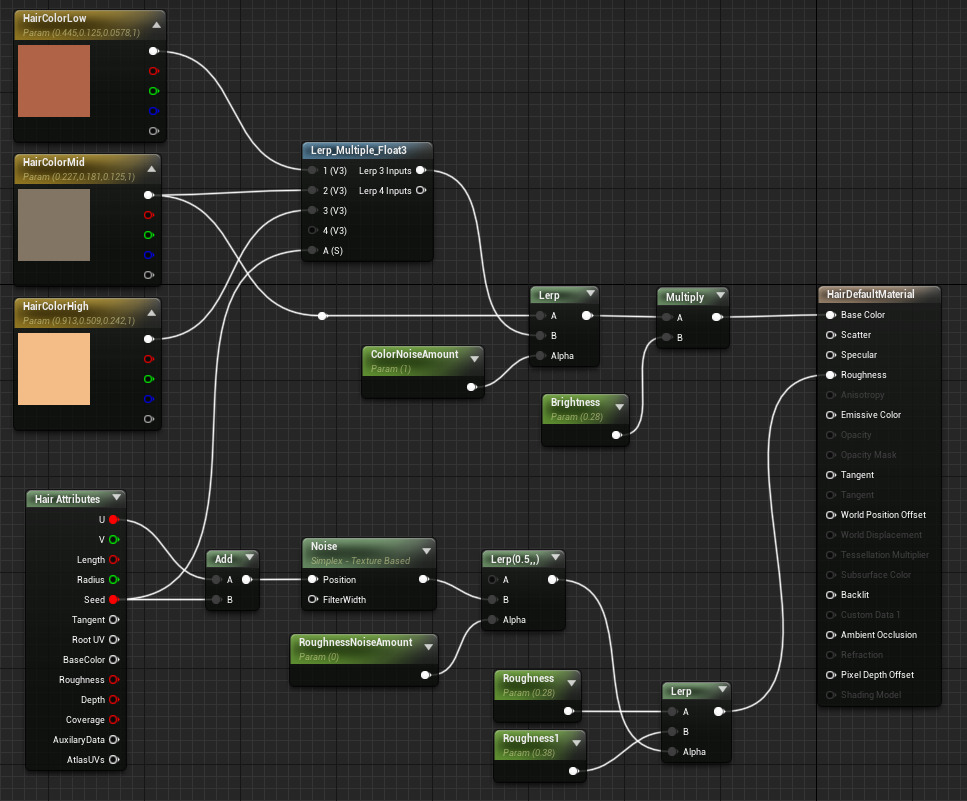 HairColorLow
Param (0.445,0.125,0.0578,1)
HairColorMid
Param (0.227,0.181,0.125,1)
HairColorHigh
Param (0.913,0.509,0.242,1)
Lerp_Multiple_Float3
1 (V3) Lerp 3 Inputs
2 (V3) Lerp 4 Inputs
3 (V3)
4 (V3)
A (S)
Lerp
A
B
Alpha
ColorNoiseAmount
Param (1)
Multiply
A
B
Brightness
Param (0.28)
HairDefaultMaterial
Base Color
Scatter
Specular
Roughness
Anisotropy
Emissive Color
Opacity
Opacity Mask
Tangent
Tangent
World Position Offset
World Displacement
Tessellation Multiplier
Subsurface Color
Backlit
Custom Data 1
Ambient Occlusion
Refraction
Pixel Depth Offset
Shading Model
Hair Attributes
U
V
Length
Radius
Seed
Tangent
Root UV
BaseColor
Roughness
Depth
Coverage
AuxilaryData
AtlasUVs
Add
A
B
Noise
Simplex - Texture Based
Position
FilterWidth
RoughnessNoiseAmount
Param (0)
Lerp(0.5,,)
A
B
Alpha
Roughness
Param (0.28)
Roughness1
Param (0.38)
Lerp
A
B
Alpha